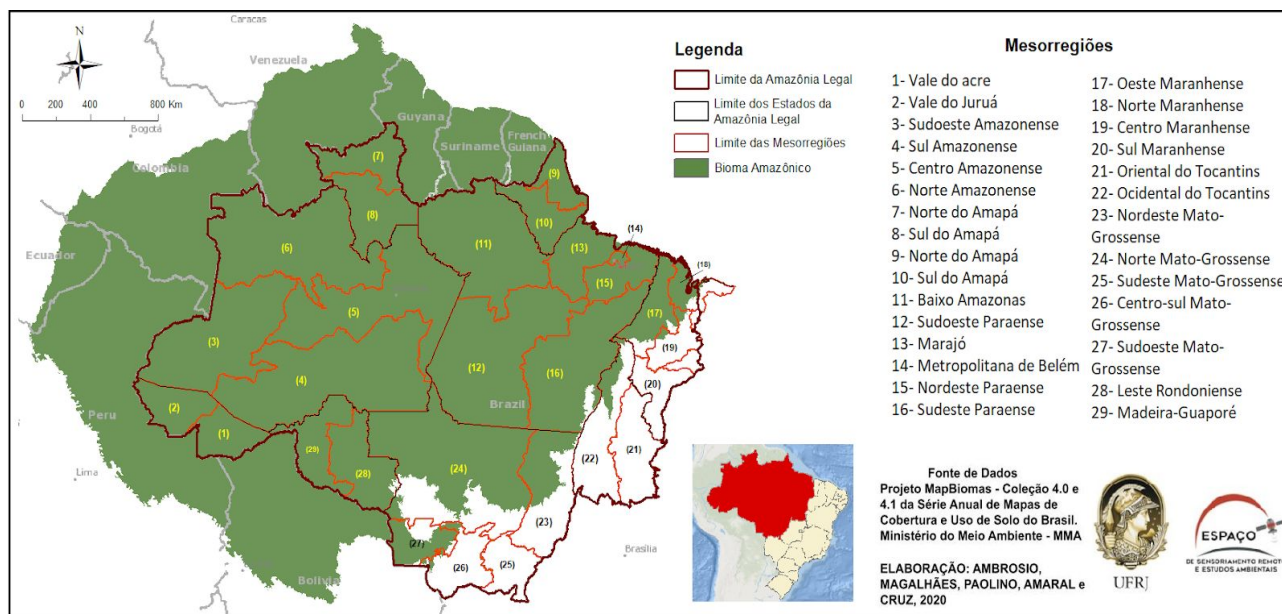 Caracas
N
Venezuela
0 200 400 800 Km
Bogotá
Guyana
Suriname
French
Guiana
Colombia
Ecuador
Peru
Lima
Brazil
Bolivia
Brasília
(7)
(9)
(8)
(10)
(14)
(6)
(11)
(13)
(18)
(15)
(5)
(17)
(3)
(19)
(12)
(16)
(4)
(20)
(2)
(1)
(22)
(21)
(29)
(28)
(24)
(23)
(27)
(26)
(25)
Legenda
Limite da Amazônia Legal
Limite dos Estados da
Amazônia Legal
Limite das Mesorregiões
Bioma Amazônico
Mesorregiões
1- Vale do acre
2- Vale do Juruá
3- Sudoeste Amazonense
4- Sul Amazonense
5- Centro Amazonense
6- Norte Amazonense
7- Norte do Amapá
8- Sul do Amapá
9- Norte do Amapá
10- Sul do Amapá
11- Baixo Amazonas
12- Sudoeste Paraense
13- Marajó
14- Metropolitana de Belém
15- Nordeste Paraense
16- Sudeste Paraense
17- Oeste Maranhense
18- Norte Maranhense
19- Centro Maranhense
20- Sul Maranhense
21- Oriental do Tocantins
22- Ocidental do Tocantins
23- Nordeste Mato-
Grossense
24- Norte Mato-Grossense
25- Sudeste Mato-Grossense
26- Centro-sul Mato-
Grossense
27- Sudoeste Mato-
Grossense
28- Leste Rondoniense
29- Madeira-Guaporé
Fonte de Dados
Projeto MapBiomas - Coleção 4.0 e
4.1 da Série Anual de Mapas de
Cobertura e Uso de Solo do Brasil.
Ministério do Meio Ambiente - MMA
ELABORAÇÃO: AMBROSIO,
MAGALHÃES, PAOLINO, AMARAL e
CRUZ, 2020
UFRJ
ESPAÇO
DE SENSORIAMENTO REMOTO
E ESTUDOS AMBIENTAIS